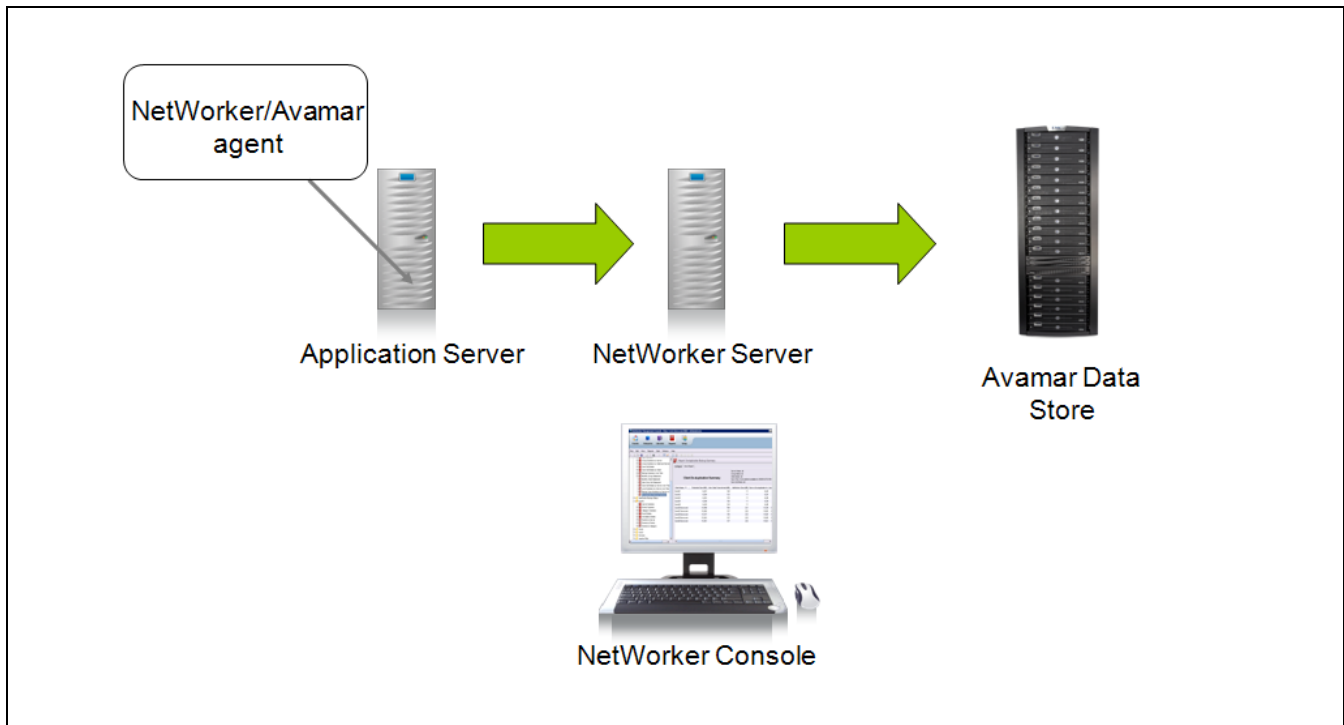 NetWorker/Avamar
agent
Application Server
NetWorker Server
Avamar Data
Store
NetWorker Console